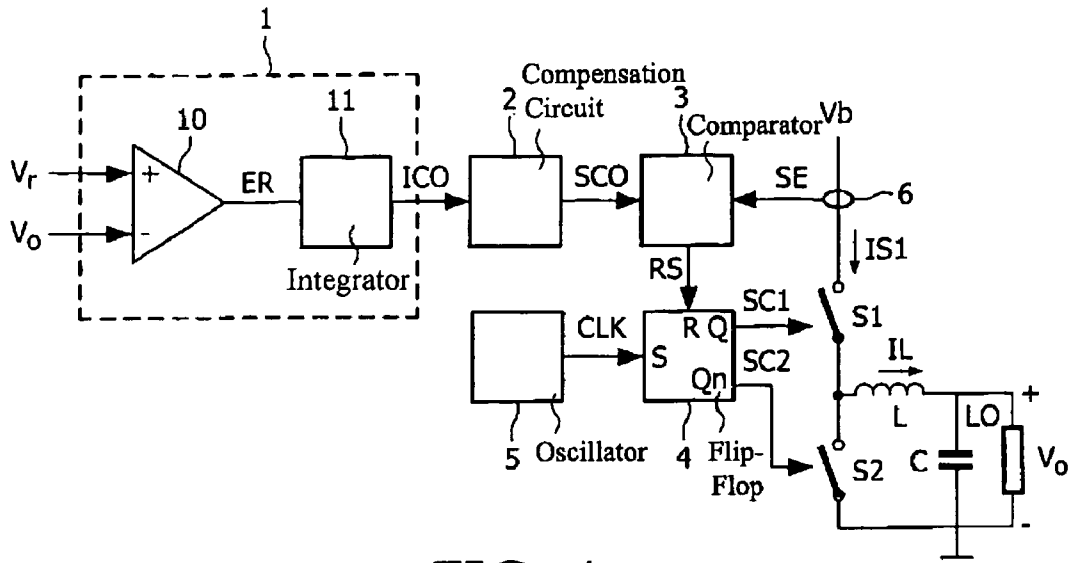 1
Compensation
10
11
2
Circuit
3
Comparator
Vb
Vr
+
ER
ICO
SCO
SE
6
Vo
-
IS1
Integrator
RS
SC1
S1
CLK
R Q
S
SC2
IL
Qn
L
LO
+
5
Oscillator
4
Flip-
Flop
S2
C
Vo
-